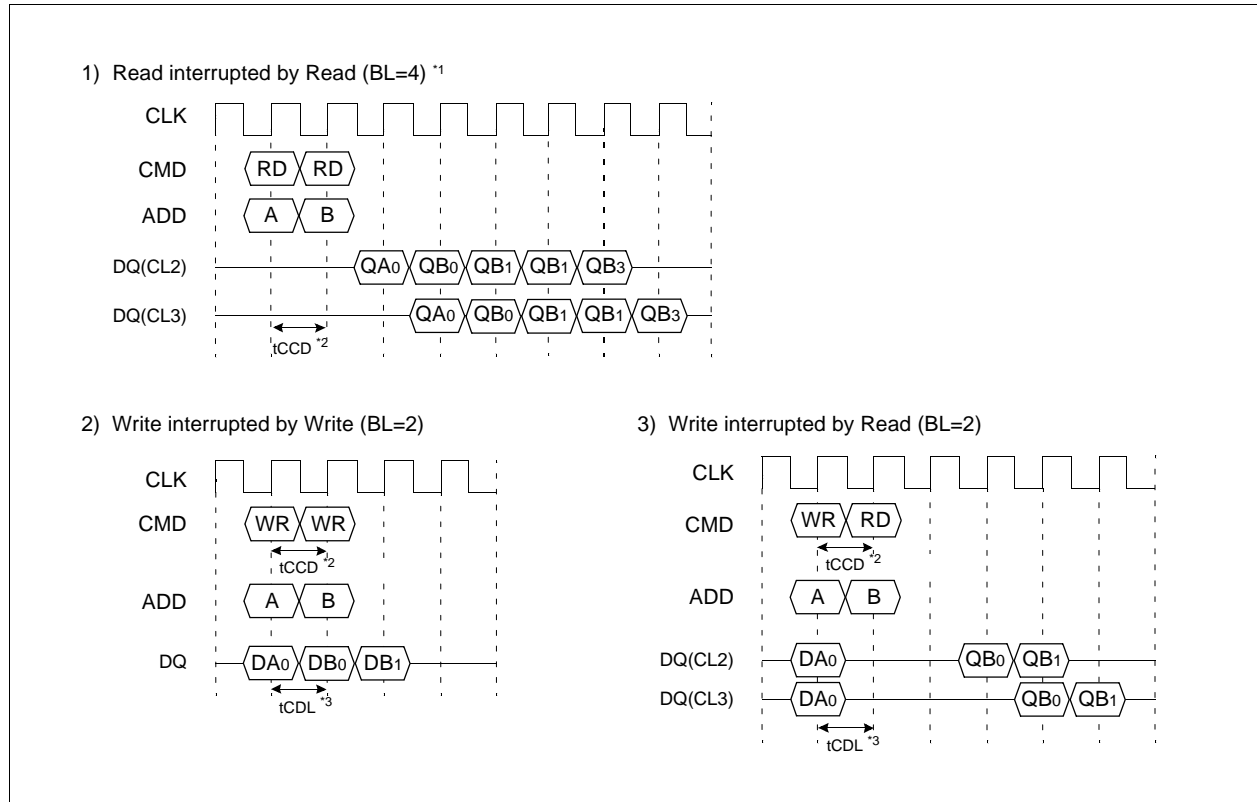 1) Read interrupted by Read (BL=4) *1
CLK
CMD RD RD
ADD A B
DQ(CL2) QA0 QB0 QB1 QB1 QB3
DQ(CL3) QA0 QB0 QB1 QB1 QB3
tCCD *2
2) Write interrupted by Write (BL=2)
CLK
CMD WR WR
tCCD *2
ADD A B
DQ DA0 DB0 DB1
tCDL *3
3) Write interrupted by Read (BL=2)
CLK
CMD WR RD
tCCD *2
ADD A B
DQ(CL2) DA0 QB0 QB1
DQ(CL3) DA0 QB0 QB1
tCDL *3